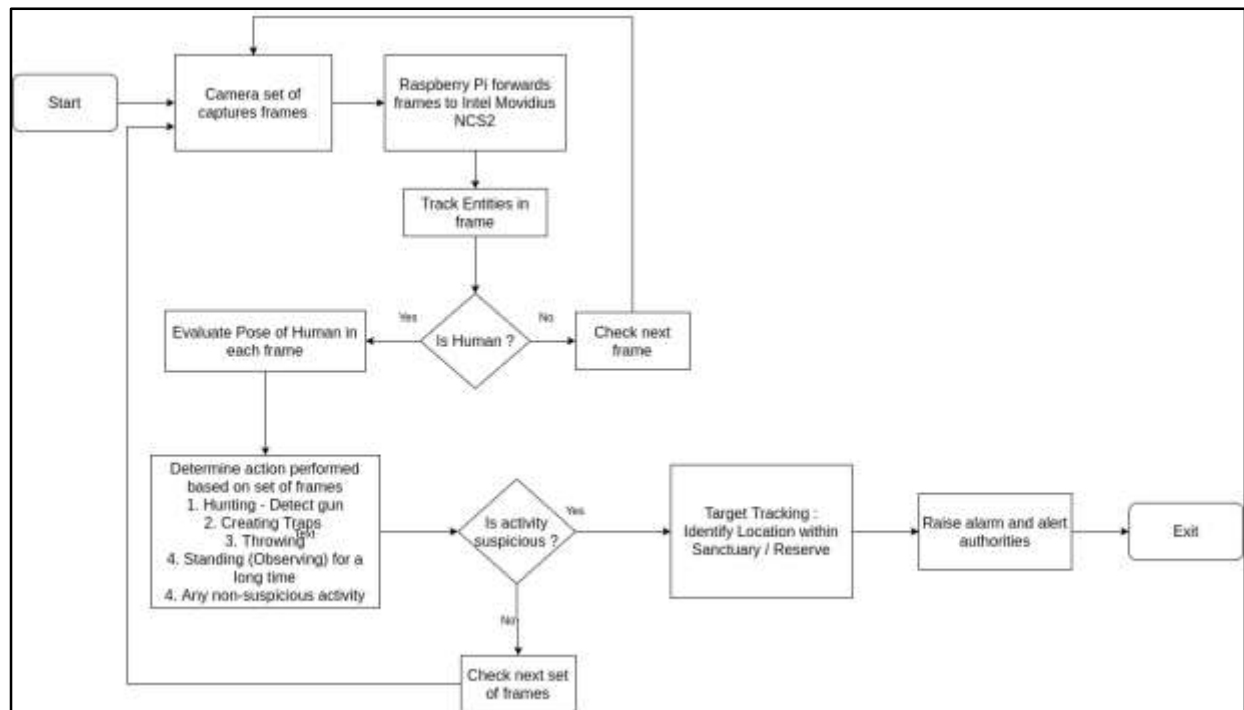 Start
Camera set of
captures frames
Raspberry Pi forwards
frames to Intel Movidius
NCS2
Track Entities in
frame
Is Human ?
Yes
No
Evaluate Pose of Human in
each frame
Check next
frame
Determine action performed
based on set of frames
1. Hunting - Detect gun
2. Creating Traps
3. Throwing
Text
4. Standing (Observing) for a
long time
4. Any non-suspicious activity
Is activity
suspicious ?
Yes
No
Target Tracking :
Identify Location within
Sanctuary / Reserve
Raise alarm and alert
authorities
Exit
Check next set
of frames